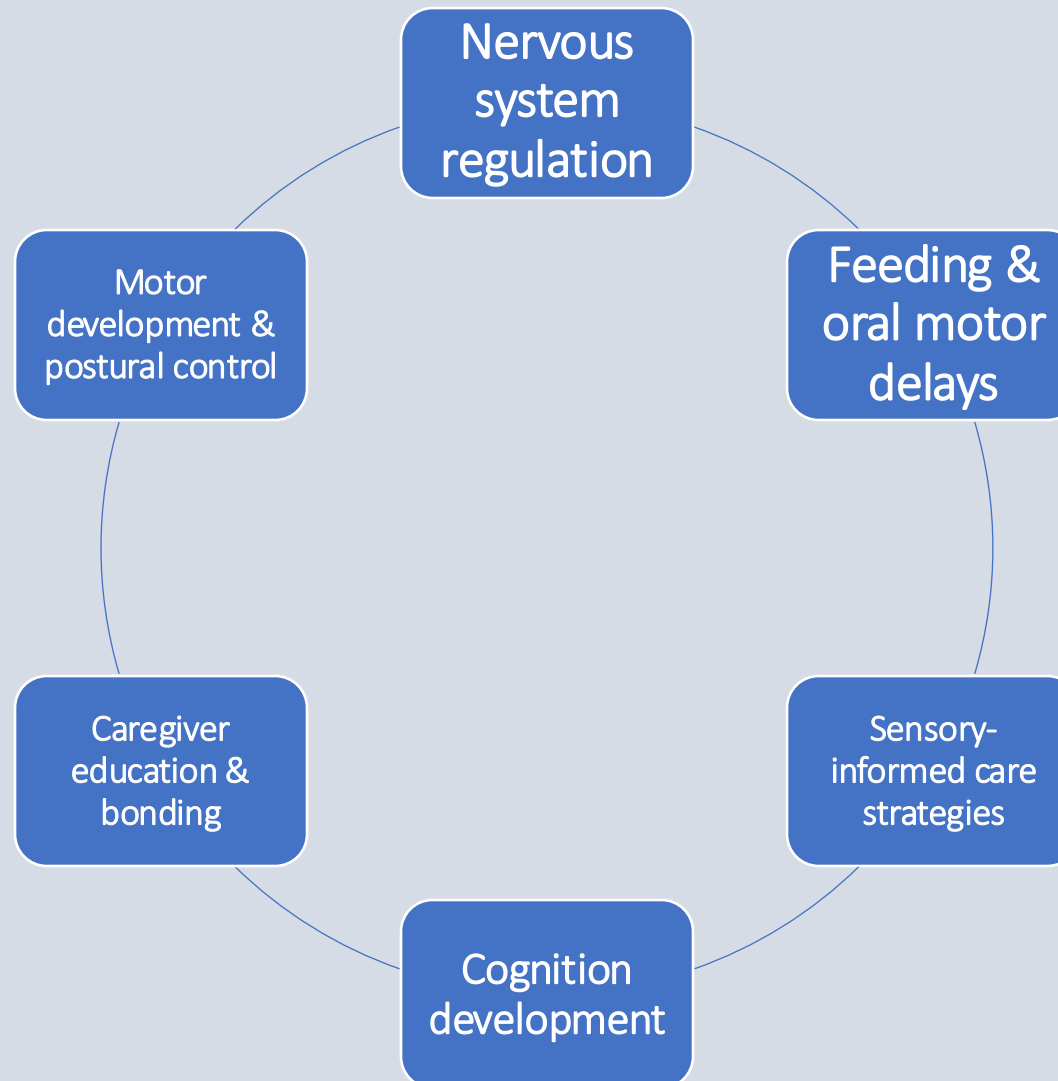 Nervous
system
regulation
Feeding &
oral motor
delays
Sensory-
informed care
strategies
Cognition
development
Caregiver
education &
bonding
Motor
development &
postural control